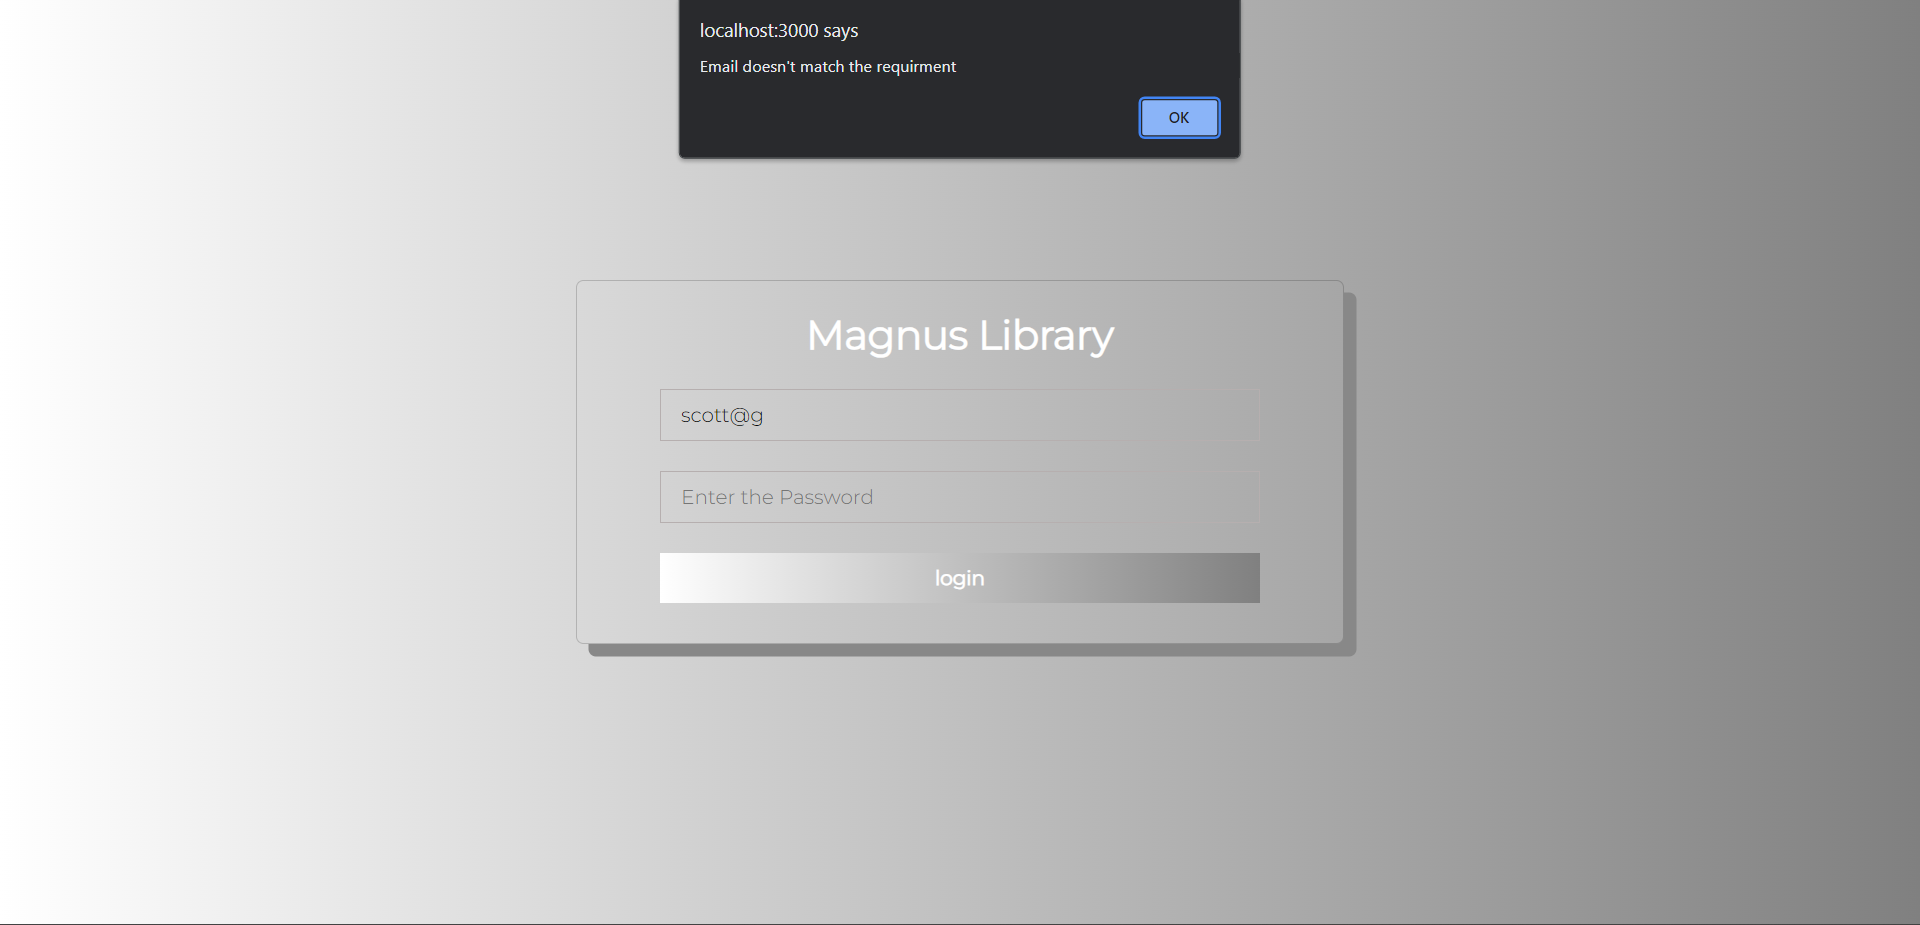 localhost:3000 says
Email doesn't match the requirment
OK
Magnus Library
scott@g
Enter the Password
login